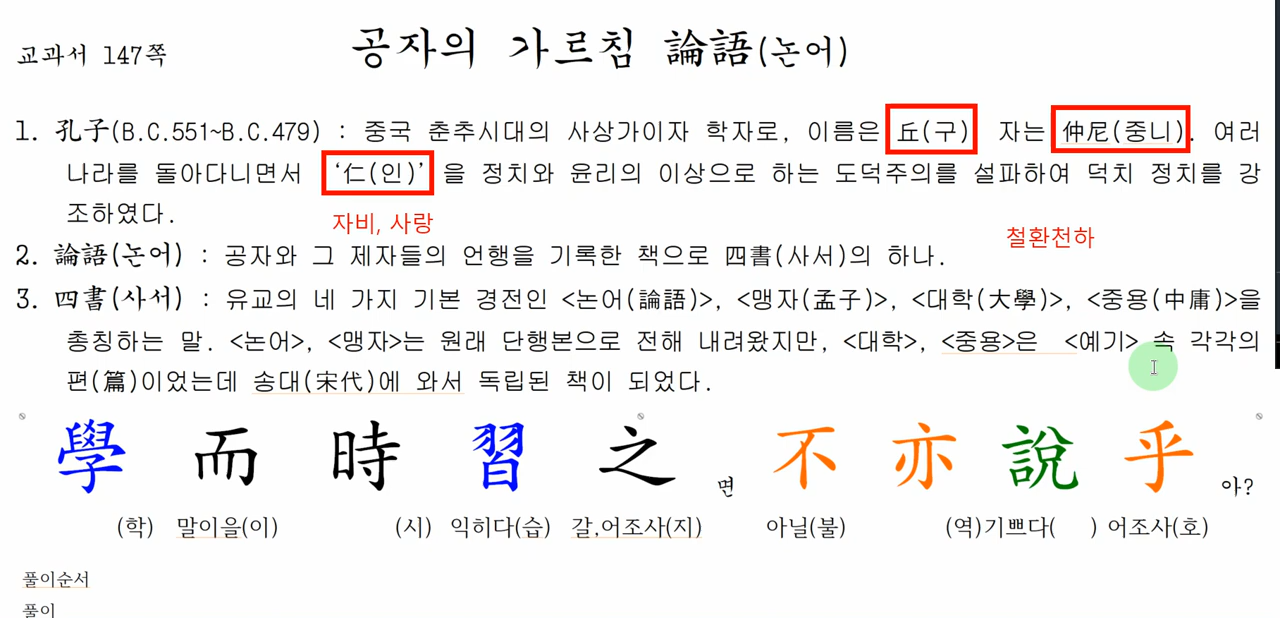 교과서 147쪽
공자의 가르침 論語(논어)
1. 孔子(B.C.551~B.C.479) : 중국 춘추시대의 사상가이자 학자로, 이름은 丘(구) 자는 仲尼(중니). 여러
나라를 돌아다니면서 ‘仁(인)’ 을 정치와 윤리의 이상으로 하는 도덕주의를 설파하여 덕치 정치를 강
조하였다.
자비, 사랑
철환천하
2. 論語(논어) : 공자와 그 제자들의 언행을 기록한 책으로 四書(사서)의 하나.
3. 四書(사서) : 유교의 네 가지 기본 경전인 <논어(論語)>, <맹자(孟子)>, <대학(大學)>, <중용(中庸)>을
총칭하는 말. <논어>, <맹자>는 원래 단행본으로 전해 내려왔지만, <대학>, <중용>은 <예기> 속 각각의
편(篇)이었는데 송대(宋代)에 와서 독립된 책이 되었다.
學 而 時 習 之 면 不 亦 說 乎 아?
(학) 말이을(이) (시) 익히다(습) 갈,어조사(지) 아닐(불) (역)기쁘다( ) 어조사(호)
풀이순서
풀이